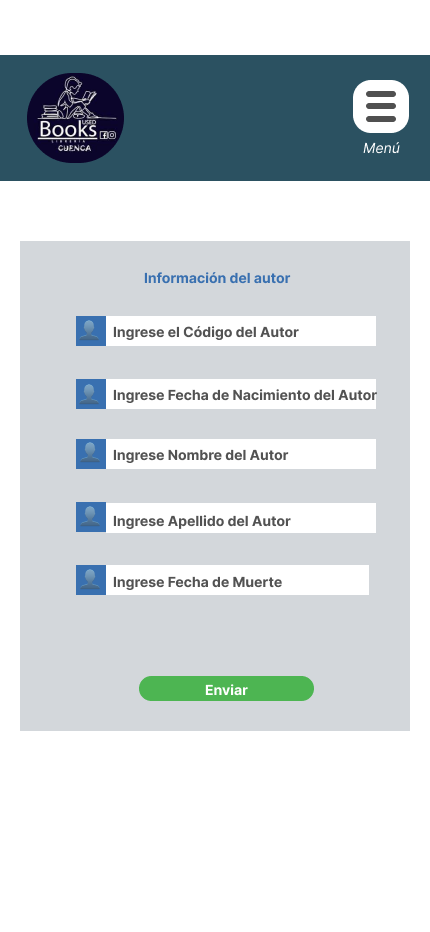 USED
Books
LIBRERÍA
CUENCA
Menú
Información del autor
Ingrese el Código del Autor
Ingrese Fecha de Nacimiento del Autor
Ingrese Nombre del Autor
Ingrese Apellido del Autor
Ingrese Fecha de Muerte
Enviar